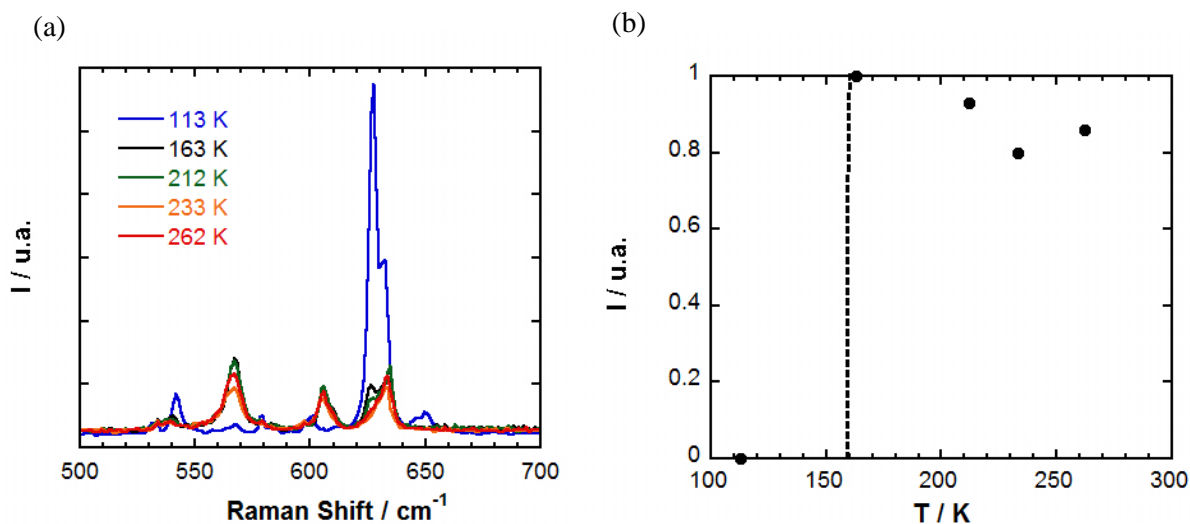 (a)
(b)
113 K
163 K
212 K
233 K
262 K
I / u.a.
500 550 600 650 700
Raman Shift / cm-1
1
0.8
0.6
0.4
0.2
0
I / u.a.
100 150 200 250 300
T / K